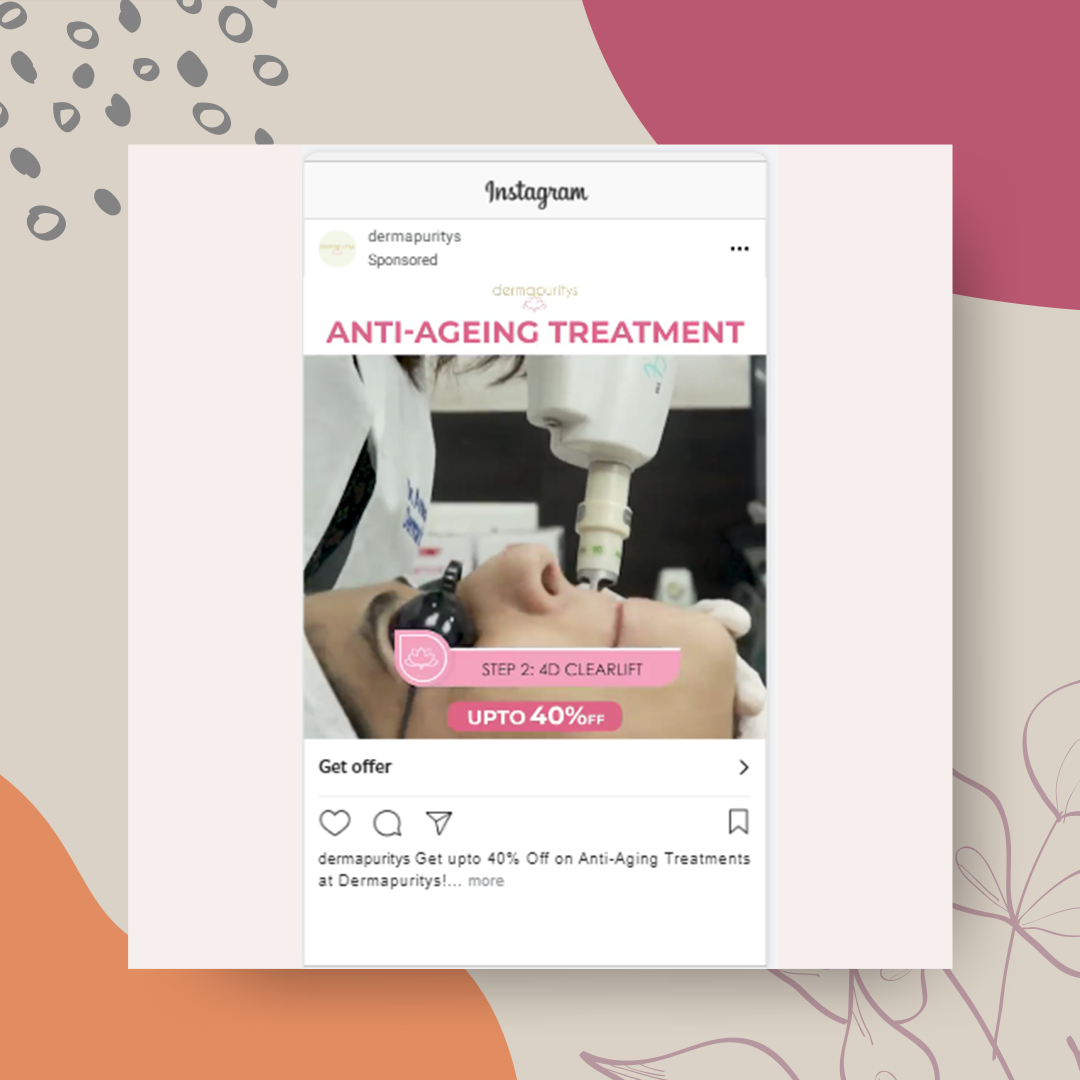 Instagram
dermapuritys
Sponsored
dermapuritys
ANTI-AGEING TREATMENT
STEP 2: 4D CLEARLIFT
UPTO 40% OFF
Get offer
dermapuritys Get upto 40% Off on Anti-Aging Treatments
at Dermapuritys!... more